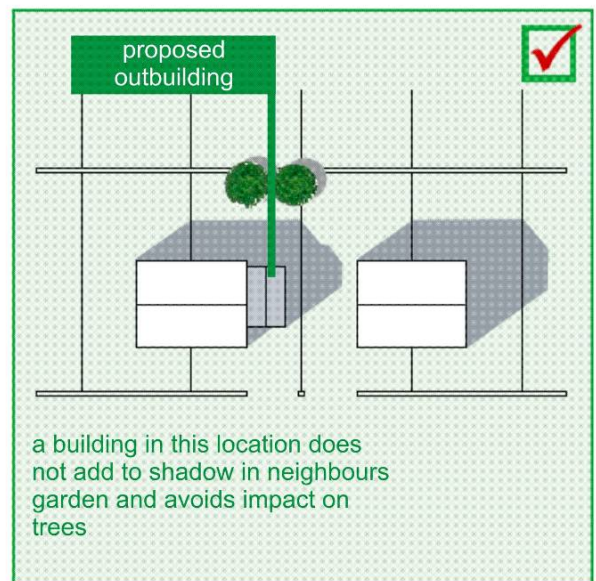 proposed
outbuilding
a building in this location does
not add to shadow in neighbours
garden and avoids impact on
trees